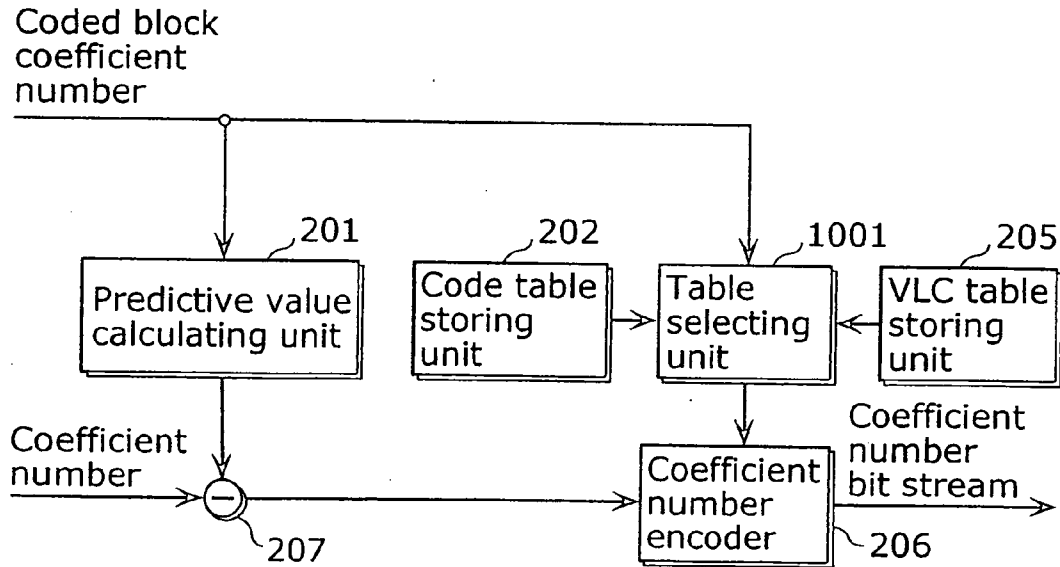 Coded block
coefficient
number
201
202
1001
205
Predictive value
calculating unit
Code table
storing
unit
Table
selecting
unit
VLC table
storing
unit
Coefficient
number
207
Coefficient
number
encoder
206
Coefficient
number
bit stream